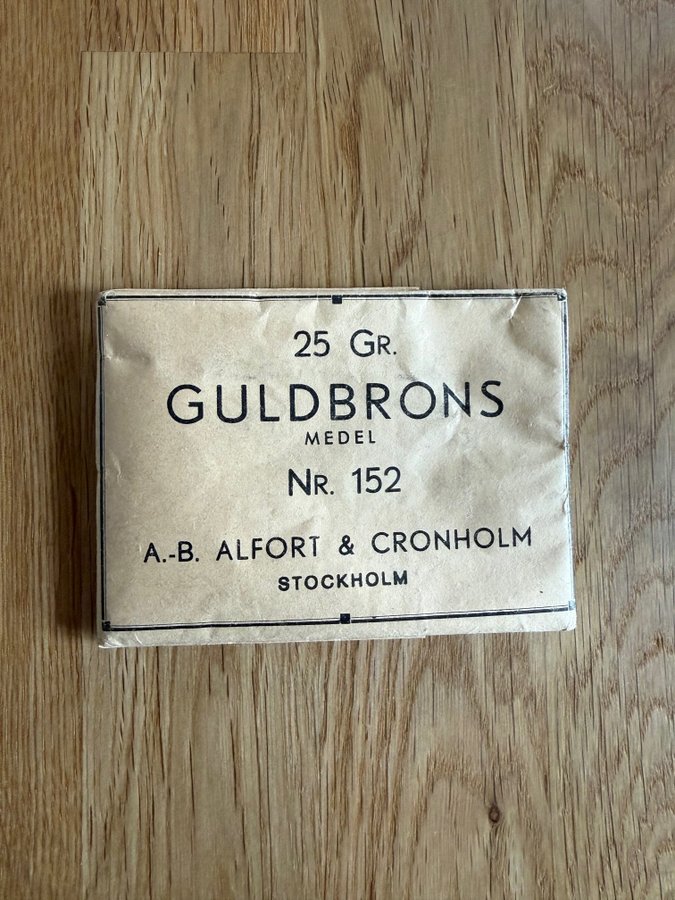 25 GR.
GULDBRONS
MEDEL
NR. 152
A.-B. ALFORT & CRONHOLM
STOCKHOLM